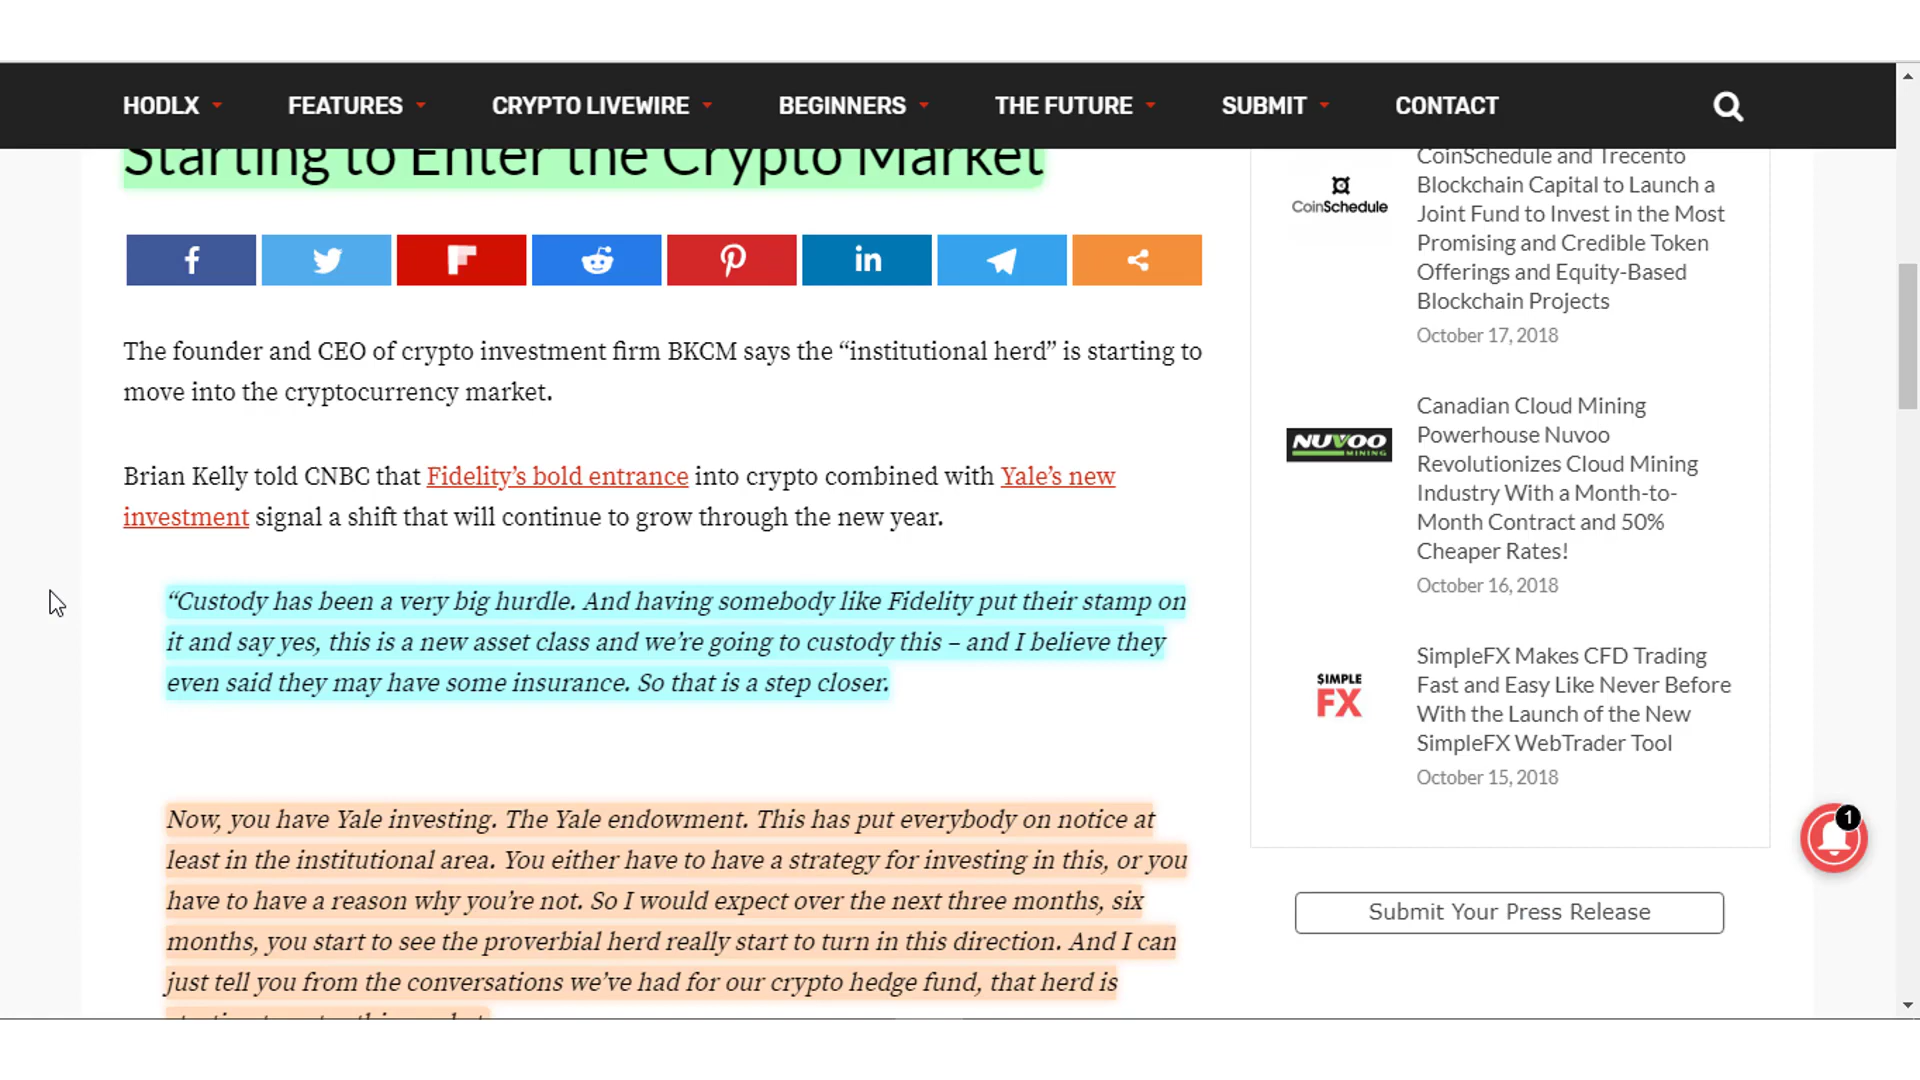 HODLX
FEATURES
CRYPTO LIVEWIRE
BEGINNERS
THE FUTURE
SUBMIT
CONTACT
Starting to Enter the Crypto Market
The founder and CEO of crypto investment firm BKCM says the “institutional herd” is starting to
move into the cryptocurrency market.
Brian Kelly told CNBC that Fidelity’s bold entrance into crypto combined with Yale’s new
investment signal a shift that will continue to grow through the new year.
“Custody has been a very big hurdle. And having somebody like Fidelity put their stamp on
it and say yes, this is a new asset class and we’re going to custody this – and I believe they
even said they may have some insurance. So that is a step closer.
Now, you have Yale investing. The Yale endowment. This has put everybody on notice at
least in the institutional area. You either have to have a strategy for investing in this, or you
have to have a reason why you’re not. So I would expect over the next three months, six
months, you start to see the proverbial herd really start to turn in this direction. And I can
just tell you from the conversations we’ve had for our crypto hedge fund, that herd is
CoinSchedule
CoinSchedule and Trecento
Blockchain Capital to Launch a
Joint Fund to Invest in the Most
Promising and Credible Token
Offerings and Equity-Based
Blockchain Projects
October 17, 2018
NUVOO
MINING
Canadian Cloud Mining
Powerhouse Nuvoo
Revolutionizes Cloud Mining
Industry With a Month-to-
Month Contract and 50%
Cheaper Rates!
October 16, 2018
SIMPLE
FX
SimpleFX Makes CFD Trading
Fast and Easy Like Never Before
With the Launch of the New
SimpleFX WebTrader Tool
October 15, 2018
1
Submit Your Press Release